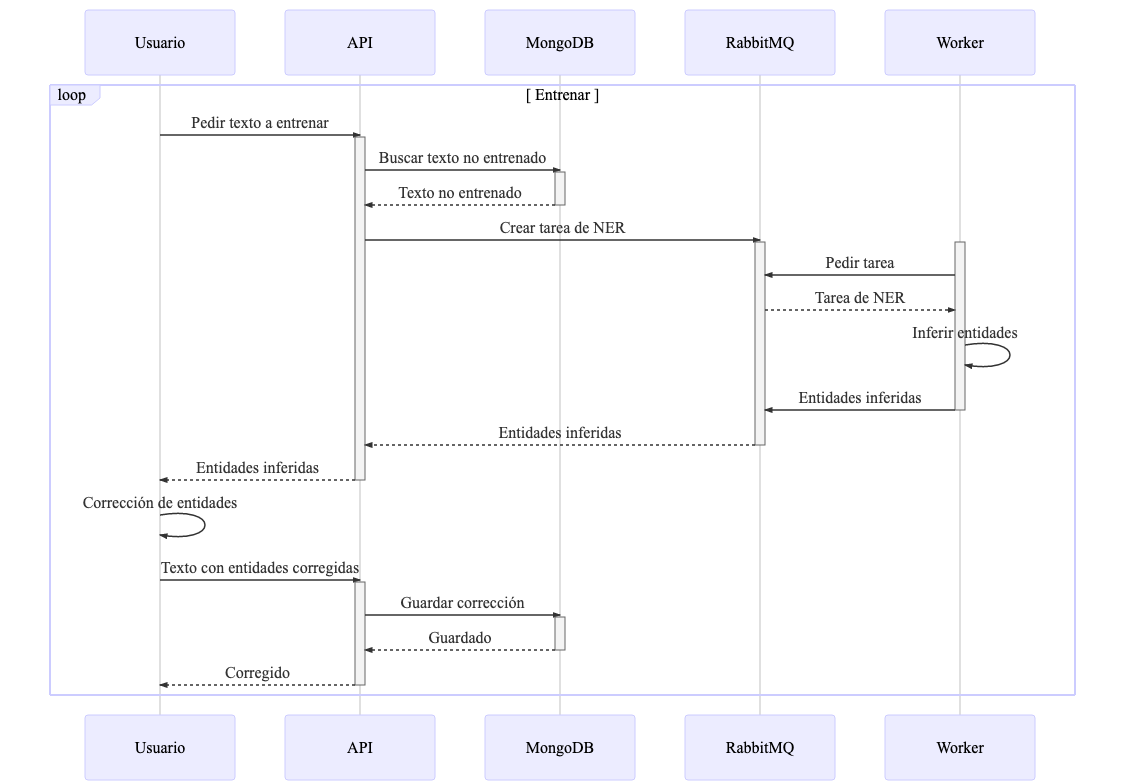 Usuario
API
MongoDB
RabbitMQ
Worker
loop
[ Entrenar ]
Pedir texto a entrenar
Buscar texto no entrenado
Texto no entrenado
Crear tarea de NER
Pedir tarea
Tarea de NER
Inferir entidades
Entidades inferidas
Entidades inferidas
Entidades inferidas
Corrección de entidades
Texto con entidades corregidas
Guardar corrección
Guardado
Corregido
Usuario
API
MongoDB
RabbitMQ
Worker